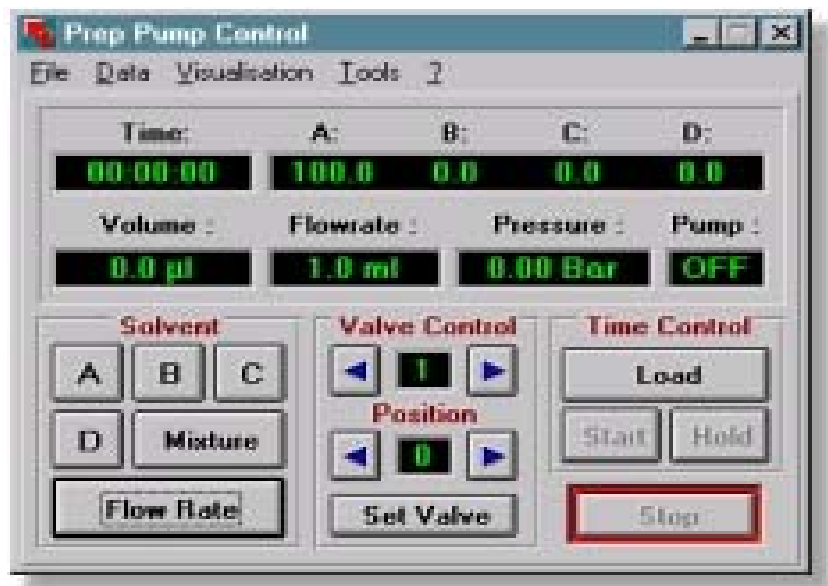 Prep Pump Control
File Data Visualisation Tools ?
Time: A: B: C: D:
00:00:00 100.0 0.0 0.0 0.0
Volume : Flowrate : Pressure : Pump :
0.0 µl 1.0 ml 0.00 Bar OFF
Solvent Valve Control Time Control
A B C 1 Load
Position
D Mixture 0 Start Hold
Flow Rate Set Valve Stop